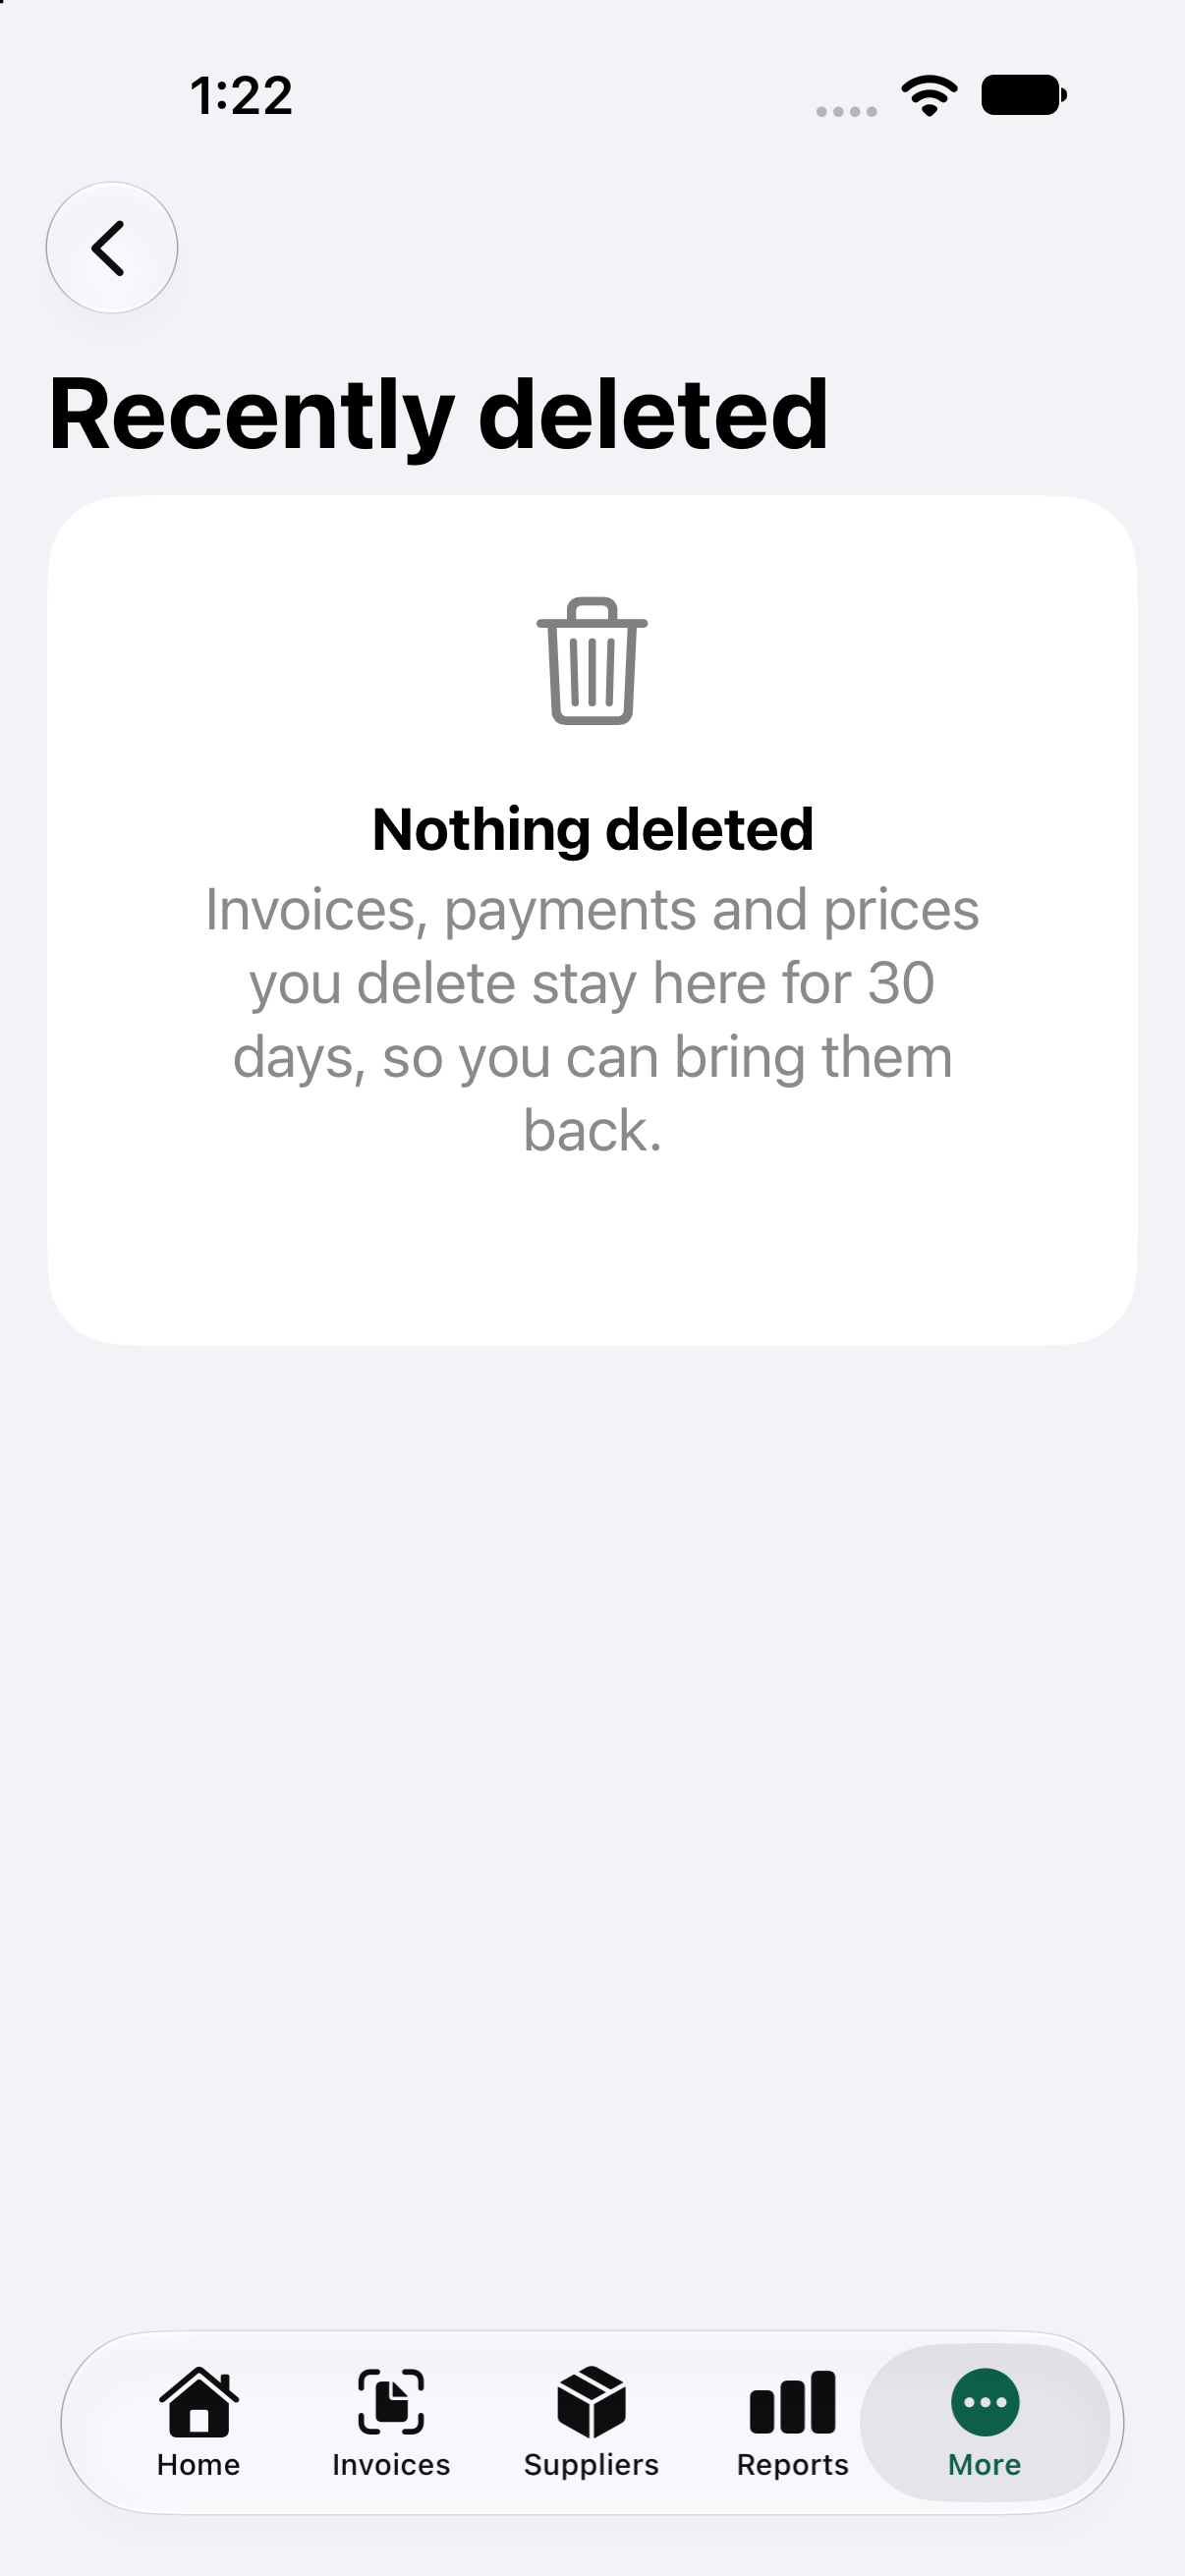 1:22
Recently deleted
Nothing deleted
Invoices, payments and prices
you delete stay here for 30
days, so you can bring them
back.
Home
Invoices
Suppliers
Reports
More